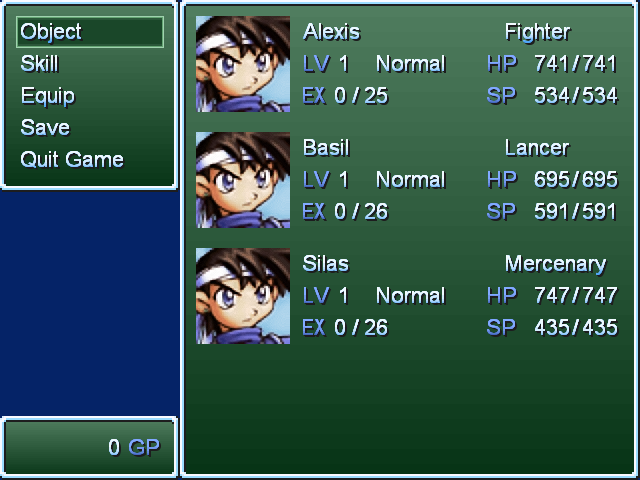 Object
Skill
Equip
Save
Quit Game
Alexis Fighter
LV 1 Normal HP 741/741
EX 0/25 SP 534/534
Basil Lancer
LV 1 Normal HP 695/695
EX 0/26 SP 591/591
Silas Mercenary
LV 1 Normal HP 747/747
EX 0/26 SP 435/435
0 GP